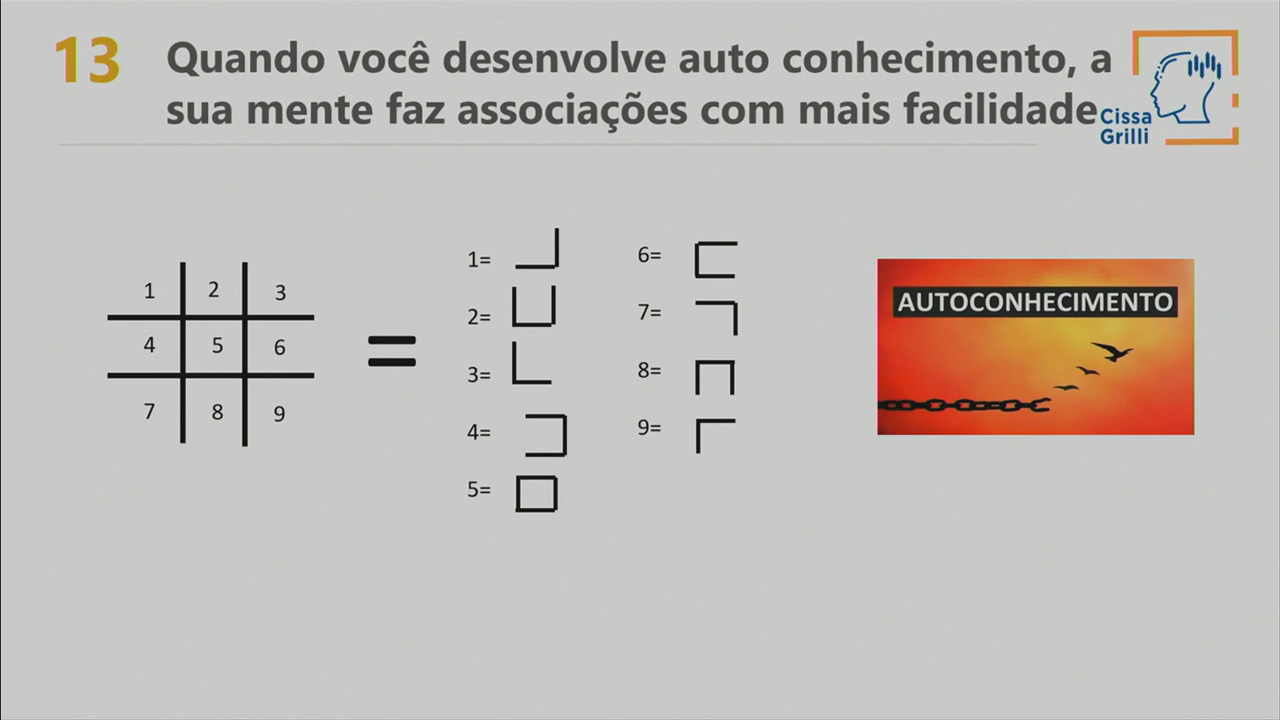 13
Quando você desenvolve auto conhecimento, a
sua mente faz associações com mais facilidade
Cissa
Grilli
1 2 3
4 5 6
7 8 9
=
1=
2=
3=
4=
5=
6=
7=
8=
9=
AUTOCONHECIMENTO